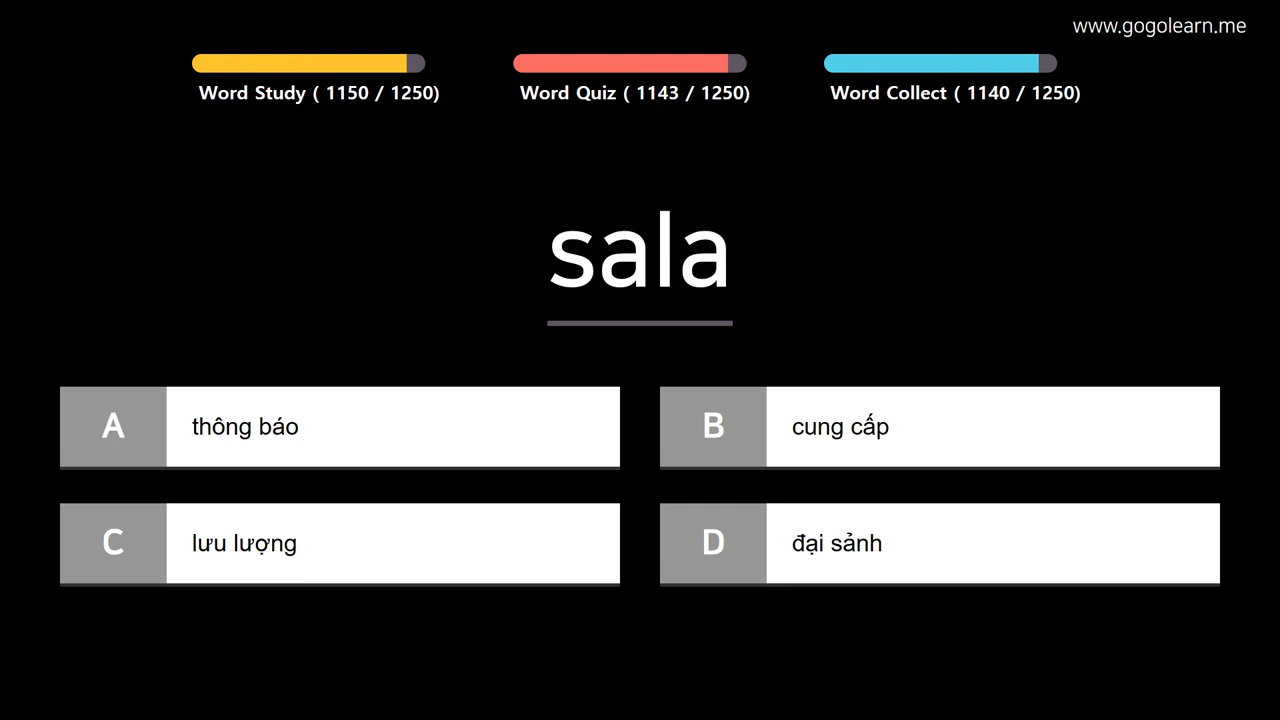 www.gogolearn.me
Word Study ( 1150 / 1250)
Word Quiz ( 1143 / 1250)
Word Collect ( 1140 / 1250)
sala
A thông báo
B cung cấp
C lưu lượng
D đại sảnh